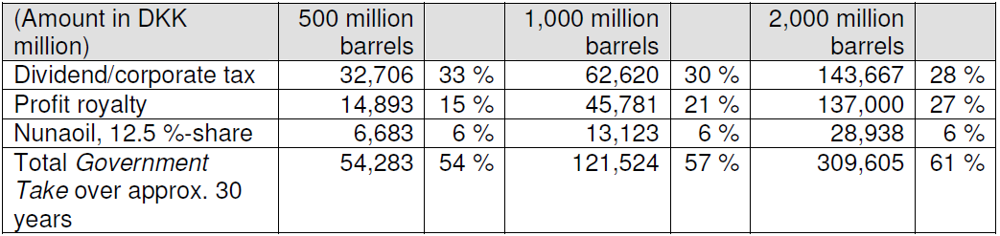 (Amount in DKK million) 500 million barrels 1,000 million barrels 2,000 million barrels
Dividend/corporate tax 32,706 33 % 62,620 30 % 143,667 28 %
Profit royalty 14,893 15 % 45,781 21 % 137,000 27 %
Nunaoil, 12.5 %-share 6,683 6 % 13,123 6 % 28,938 6 %
Total Government 54,283 54 % 121,524 57 % 309,605 61 %
Take over approx. 30
years